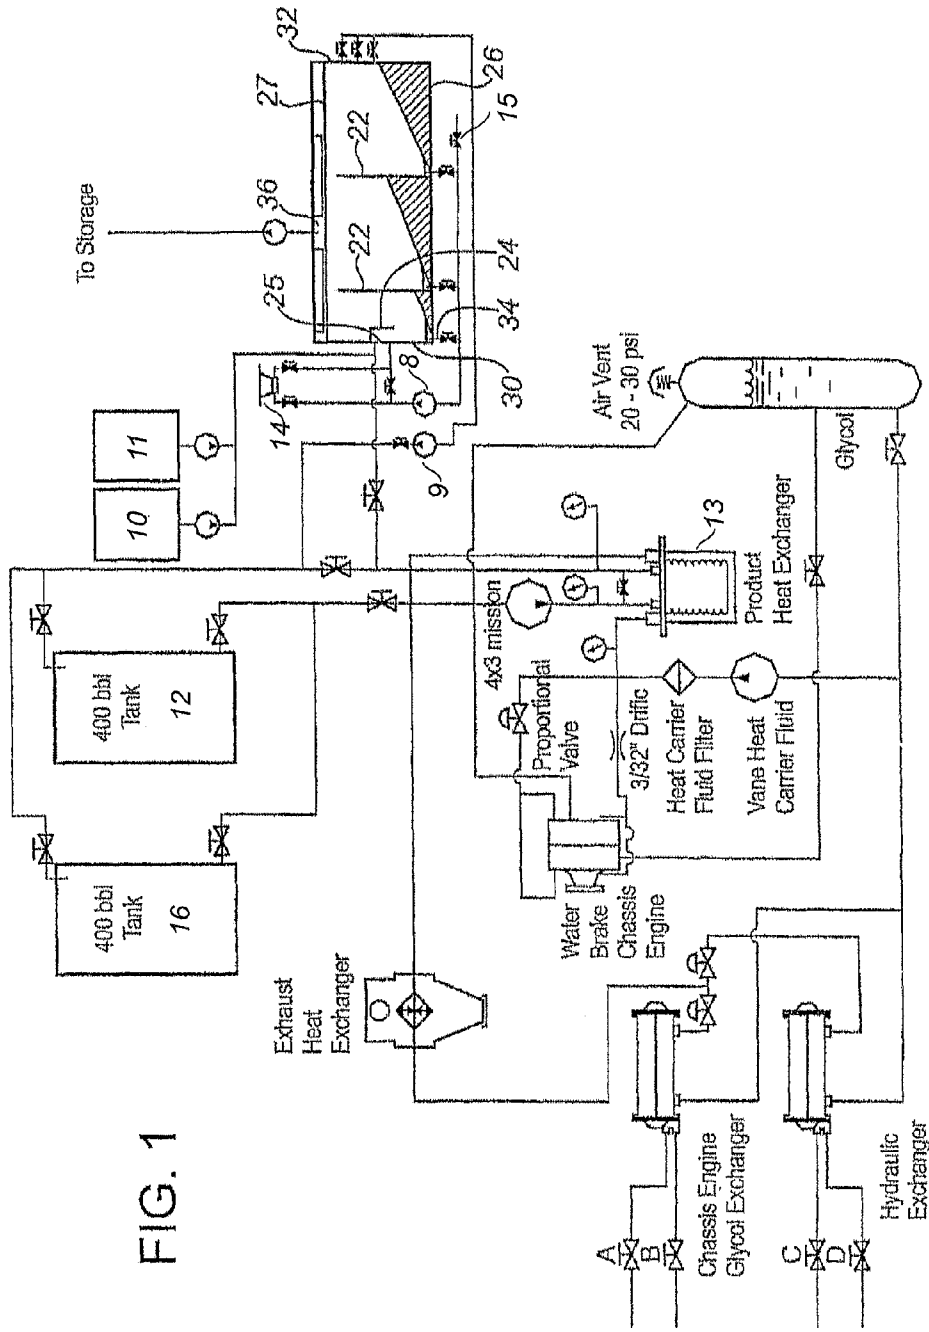 FIG. 1
To Storage
10
11
14
25
36
27
32
22
22
26
15
24
34
30
8
9
400 bbl
Tank
12
400 bbl
Tank
16
4x3 mission
13
Product
Heat Exchanger
Air Vent
20 - 30 psi
Glycol
Proportional
Valve
3/32" Drific
Heat Carrier
Fluid Filter
Vane Heat
Carrier Fluid
Water
Brake
Chassis
Engine
Exhaust
Heat
Exchanger
A
B
Chassis Engine
Glycol Exchanger
C
D
Hydraulic
Exchanger